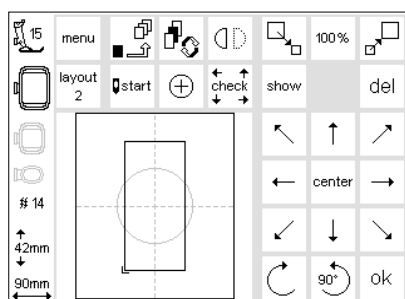 15 menu 100%
layout
2 start check show del
center
# 14
42mm
90mm 90° ok